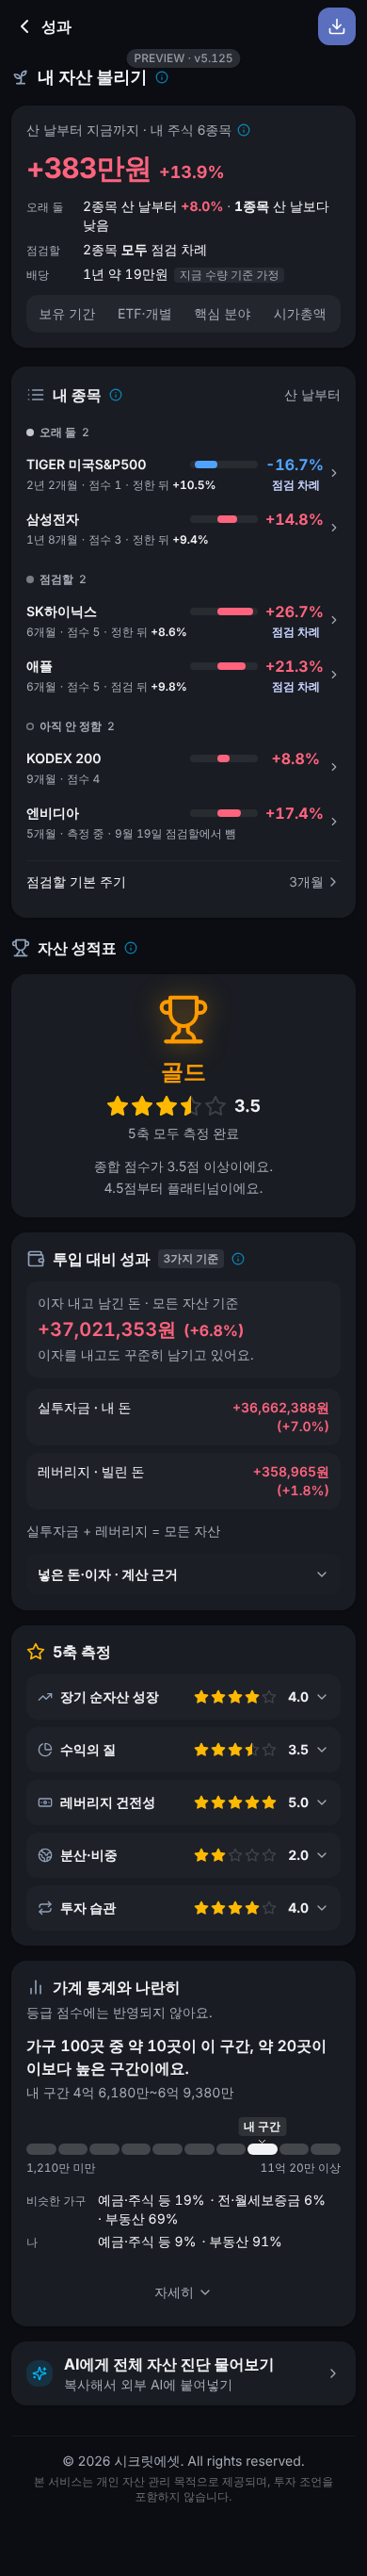 성과
PREVIEW · v5.125
내 자산 불리기
산 날부터 지금까지 · 내 주식 6종목
+383만원 +13.9%
오래 둘 2종목 산 날부터 +8.0% · 1종목 산 날보다
낮음
점검할 2종목 모두 점검 차례
배당 1년 약 19만원 지금 수량 기준 가정
보유 기간 ETF·개별 핵심 분야 시가총액
내 종목 산 날부터
오래 둘 2
TIGER 미국S&P500 -16.7%
2년 2개월 · 점수 1 · 정한 뒤 +10.5% 점검 차례
삼성전자 +14.8%
1년 8개월 · 점수 3 · 정한 뒤 +9.4%
점검할 2
SK하이닉스 +26.7%
6개월 · 점수 5 · 정한 뒤 +8.6% 점검 차례
애플 +21.3%
6개월 · 점수 5 · 점검 뒤 +9.8% 점검 차례
아직 안 정함 2
KODEX 200 +8.8%
9개월 · 점수 4
엔비디아 +17.4%
5개월 · 측정 중 · 9월 19일 점검함에서 뺌
점검할 기본 주기 3개월
자산 성적표
골드
3.5
5축 모두 측정 완료
종합 점수가 3.5점 이상이에요.
4.5점부터 플래티넘이에요.
투입 대비 성과 3가지 기준
이자 내고 남긴 돈 · 모든 자산 기준
+37,021,353원 (+6.8%)
이자를 내고도 꾸준히 남기고 있어요.
실투자금 · 내 돈 +36,662,388원
(+7.0%)
레버리지 · 빌린 돈 +358,965원
(+1.8%)
실투자금 + 레버리지 = 모든 자산
넣은 돈·이자 · 계산 근거
5축 측정
장기 순자산 성장 4.0
수익의 질 3.5
레버리지 건전성 5.0
분산·비중 2.0
투자 습관 4.0
가계 통계와 나란히
등급 점수에는 반영되지 않아요.
가구 100곳 중 약 10곳이 이 구간, 약 20곳이
이보다 높은 구간이에요.
내 구간 4억 6,180만~6억 9,380만
내 구간
1,210만 미만 11억 20만 이상
비슷한 가구 예금·주식 등 19% · 전·월세보증금 6%
· 부동산 69%
나 예금·주식 등 9% · 부동산 91%
자세히
AI에게 전체 자산 진단 물어보기
복사해서 외부 AI에 붙여넣기
© 2026 시크릿에셋. All rights reserved.
본 서비스는 개인 자산 관리 목적으로 제공되며, 투자 조언을
포함하지 않습니다.